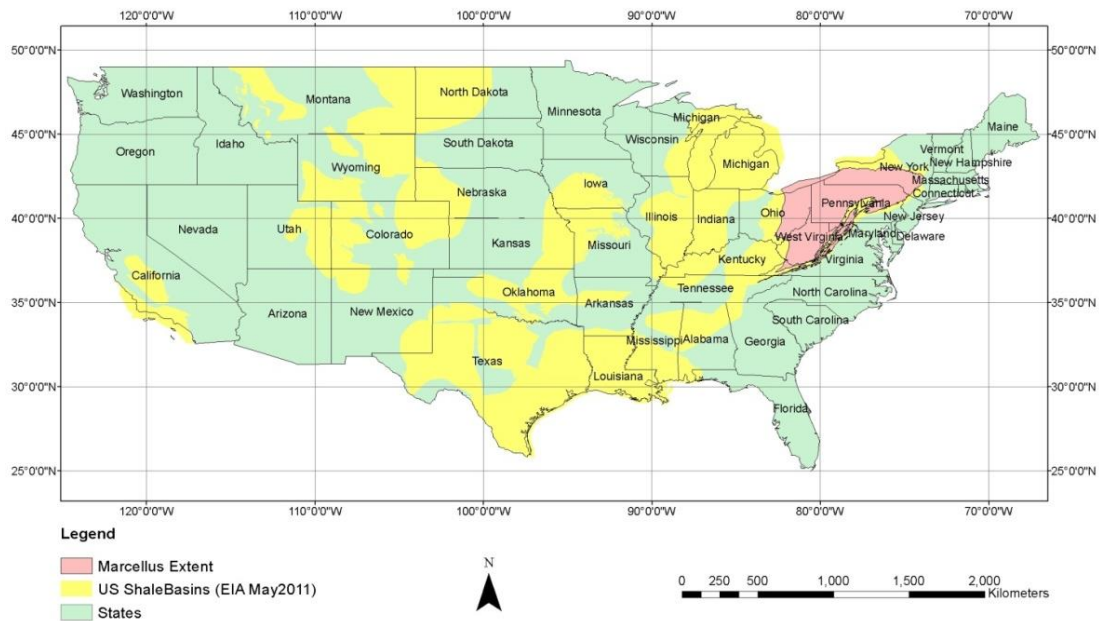 120°0'0"W 110°0'0"W 100°0'0"W 90°0'0"W 80°0'0"W 70°0'0"W
50°0'0"N 50°0'0"N
Washington Montana North Dakota Minnesota Michigan Maine
45°0'0"N 45°0'0"N
Oregon Idaho Wyoming South Dakota Wisconsin Michigan Vermont
New York New Hampshire
Massachusetts
Nebraska Iowa Connecticut
Pennsylvania
40°0'0"N 40°0'0"N
Nevada Utah Colorado Kansas Missouri Illinois Indiana Ohio New Jersey
West Virginia Maryland Delaware
Kentucky Virginia
California Oklahoma Tennessee North Carolina
35°0'0"N 35°0'0"N
Arizona New Mexico Arkansas South Carolina
Mississippi Alabama Georgia
Texas Louisiana
30°0'0"N 30°0'0"N
Florida
25°0'0"N 25°0'0"N
120°0'0"W 110°0'0"W 100°0'0"W 90°0'0"W 80°0'0"W 70°0'0"W
Legend
Marcellus Extent
US ShaleBasins (EIA May2011)
States
N
0 250 500 1,000 1,500 2,000
Kilometers